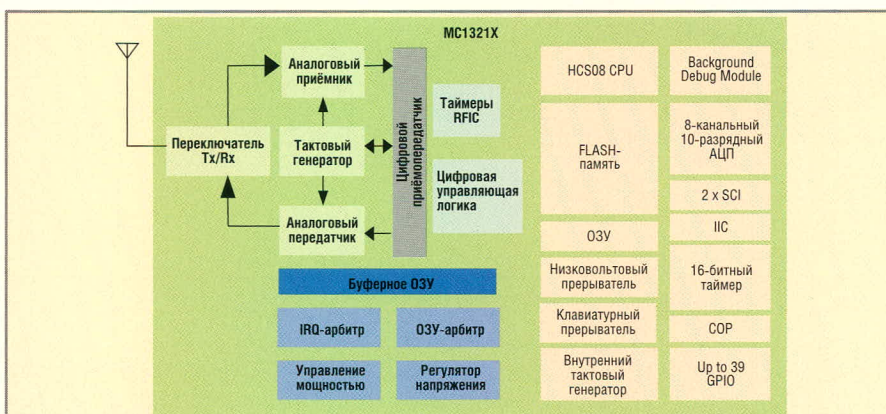 MC1321X
Аналоговый
приёмник
Переключатель
Tx/Rx
Тактовый
генератор
Аналоговый
передатчик
Цифровой
приёмопередатчик
Таймеры
RFIC
Цифровая
управляющая
логика
Буферное ОЗУ
IRQ-арбитр
ОЗУ-арбитр
Управление
мощностью
Регулятор
напряжения
HCS08 CPU
FLASH-
память
ОЗУ
Низковольтовый
прерыватель
Клавиатурный
прерыватель
Внутренний
тактовый
генератор
Background
Debug Module
8-канальный
10-разрядный
АЦП
2 x SCI
IIC
16-битный
таймер
COP
Up to 39
GPIO